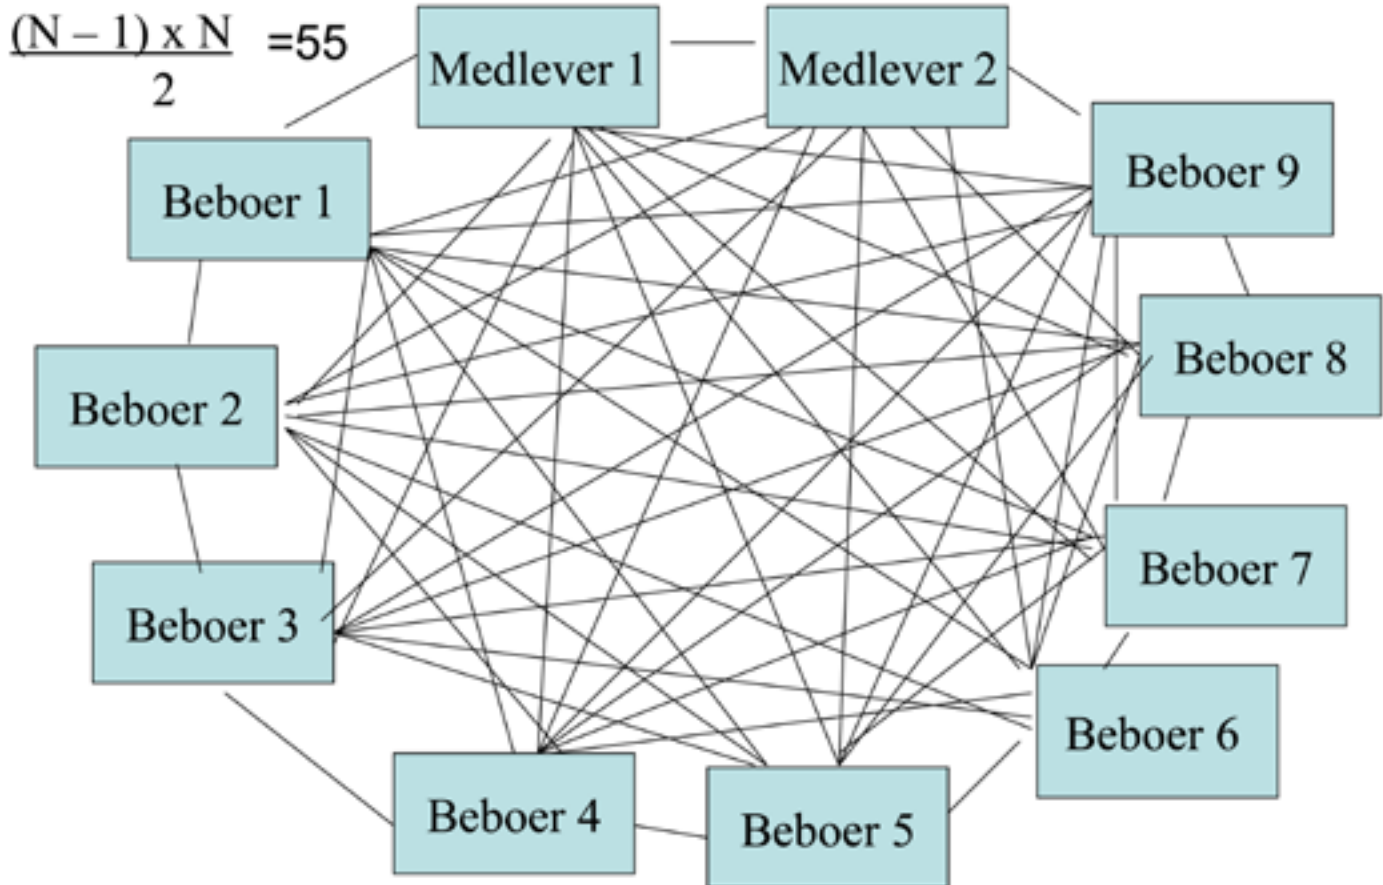 (N – 1) x N =55
2
Medlever 1
Medlever 2
Beboer 9
Beboer 1
Beboer 8
Beboer 2
Beboer 7
Beboer 3
Beboer 6
Beboer 4
Beboer 5